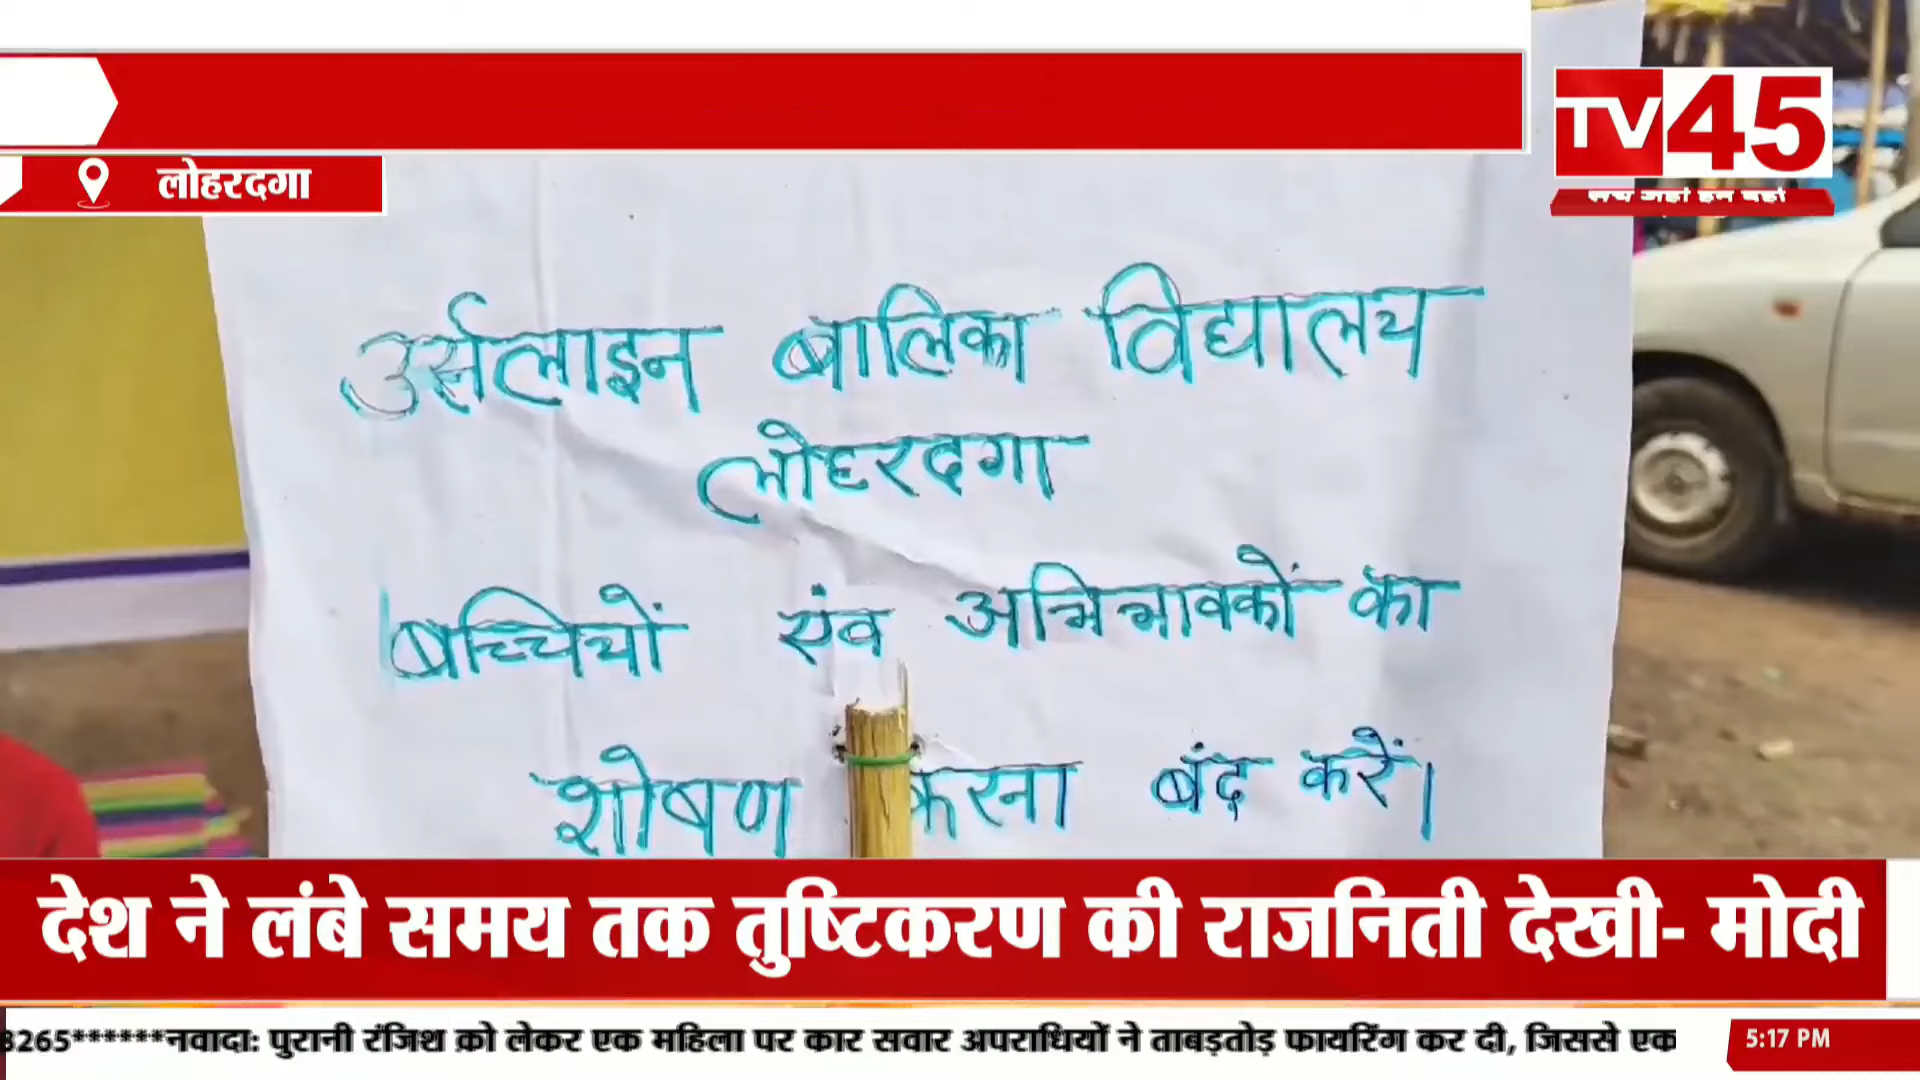 TV45
लोहरदगा
उर्सलाइन बालिका विद्यालय
लोहरदगा
बच्चियों एंव अभिभावकों का
शोषण करना बंद करें।
देश ने लंबे समय तक तुष्टिकरण की राजनिती देखी- मोदी
3265******नवादा: पुरानी रंजिश को लेकर एक महिला पर कार सवार अपराधियों ने ताबड़तोड़ फायरिंग कर दी, जिससे एक
5:17 PM